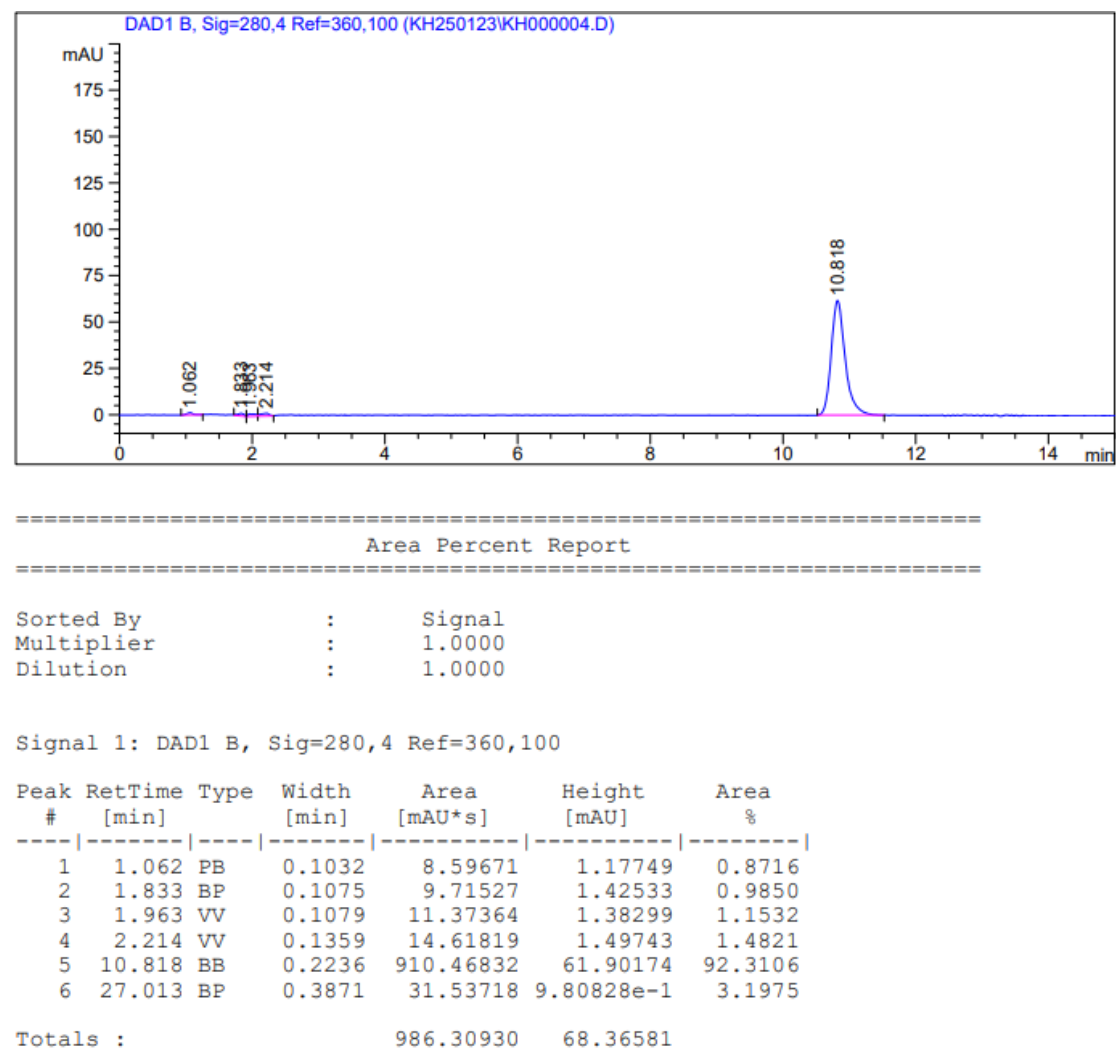 DAD1 B, Sig=280,4 Ref=360,100 (KH250123\KH000004.D)
mAU
175
150
125
100
75
50
25
0
1.062
1.833
1.963
2.214
10.818
0 2 4 6 8 10 12 14 min
=====================================================================
Area Percent Report
=====================================================================
Sorted By : Signal
Multiplier : 1.0000
Dilution : 1.0000
Signal 1: DAD1 B, Sig=280,4 Ref=360,100
Peak RetTime Type Width Area Height Area
# [min] [min] [mAU*s] [mAU] %
----|-------|----|-------|----------|----------|--------|
1 1.062 PB 0.1032 8.59671 1.17749 0.8716
2 1.833 BP 0.1075 9.71527 1.42533 0.9850
3 1.963 VV 0.1079 11.37364 1.38299 1.1532
4 2.214 VV 0.1359 14.61819 1.49743 1.4821
5 10.818 BB 0.2236 910.46832 61.90174 92.3106
6 27.013 BP 0.3871 31.53718 9.80828e-1 3.1975
Totals : 986.30930 68.36581